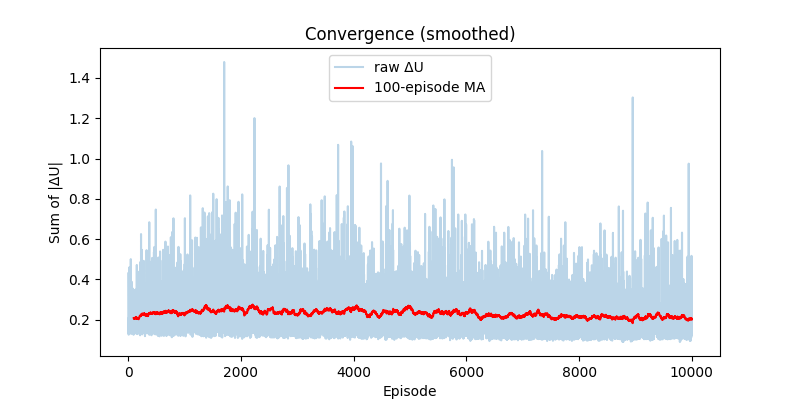 Convergence (smoothed)
raw ΔU
100-episode MA
Sum of |ΔU|
1.4
1.2
1.0
0.8
0.6
0.4
0.2
0
2000
4000
6000
8000
10000
Episode